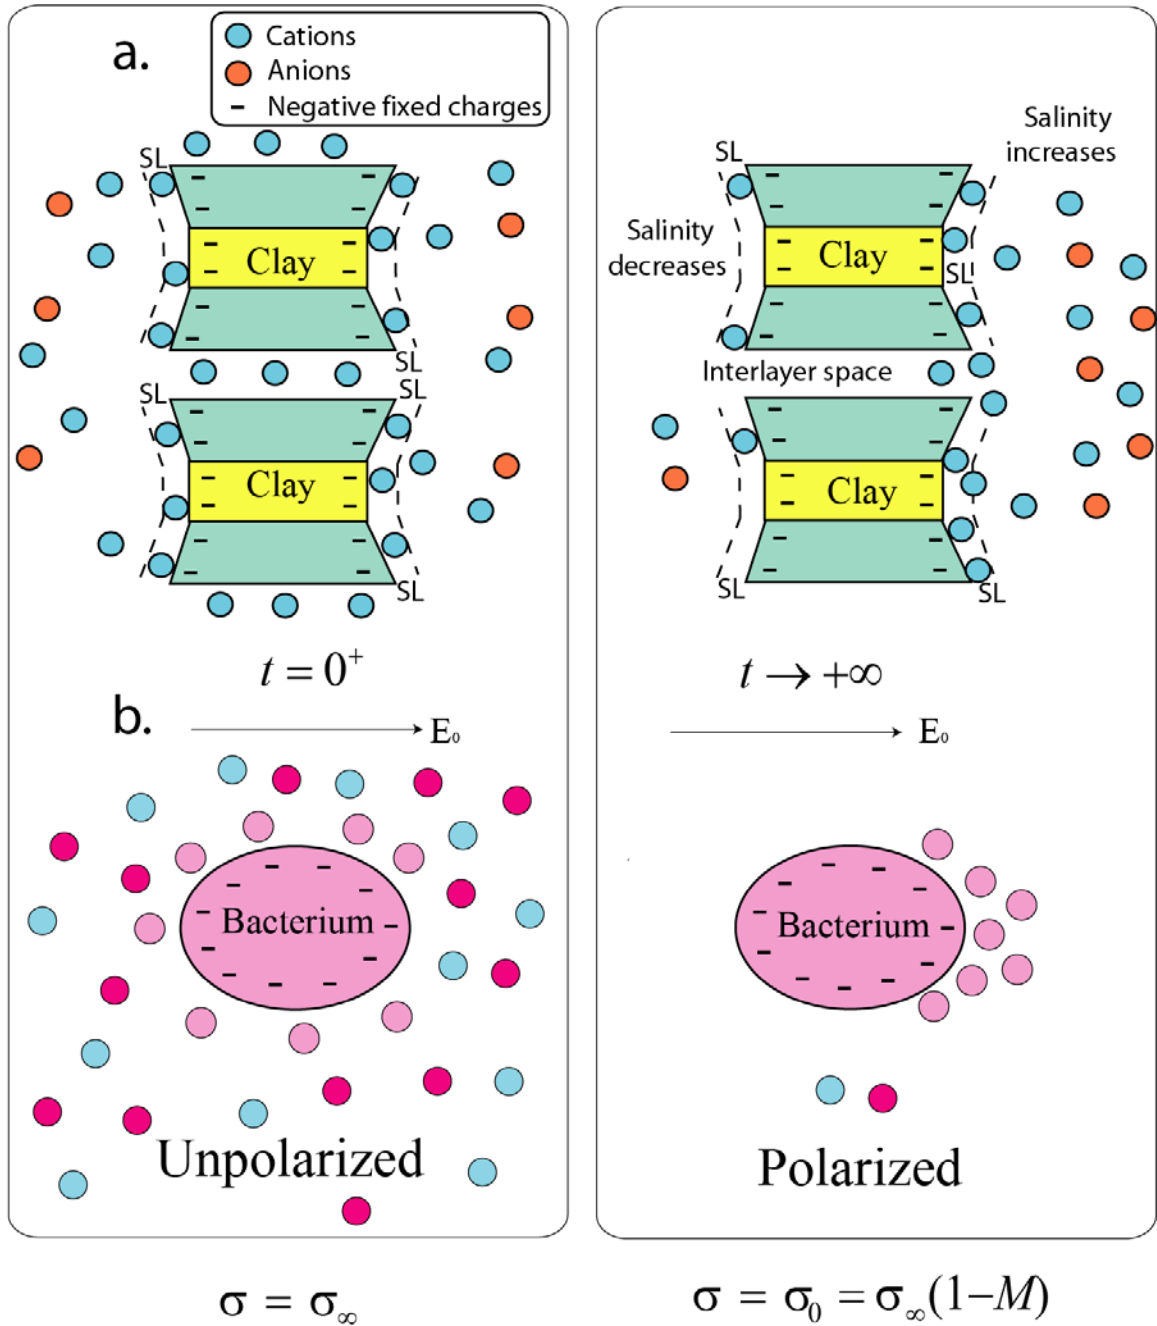 a.
Cations
Anions
- Negative fixed charges
SL
Clay
SL
SL
SL
Clay
SL
t = 0⁺
Salinity
increases
SL
Salinity
decreases
Clay
SL
Interlayer space
Clay
SL
SL
t → +∞
b.
E₀
Bacterium
Unpolarized
E₀
Bacterium
Polarized
σ = σ∞
σ = σ₀ = σ∞(1−M)